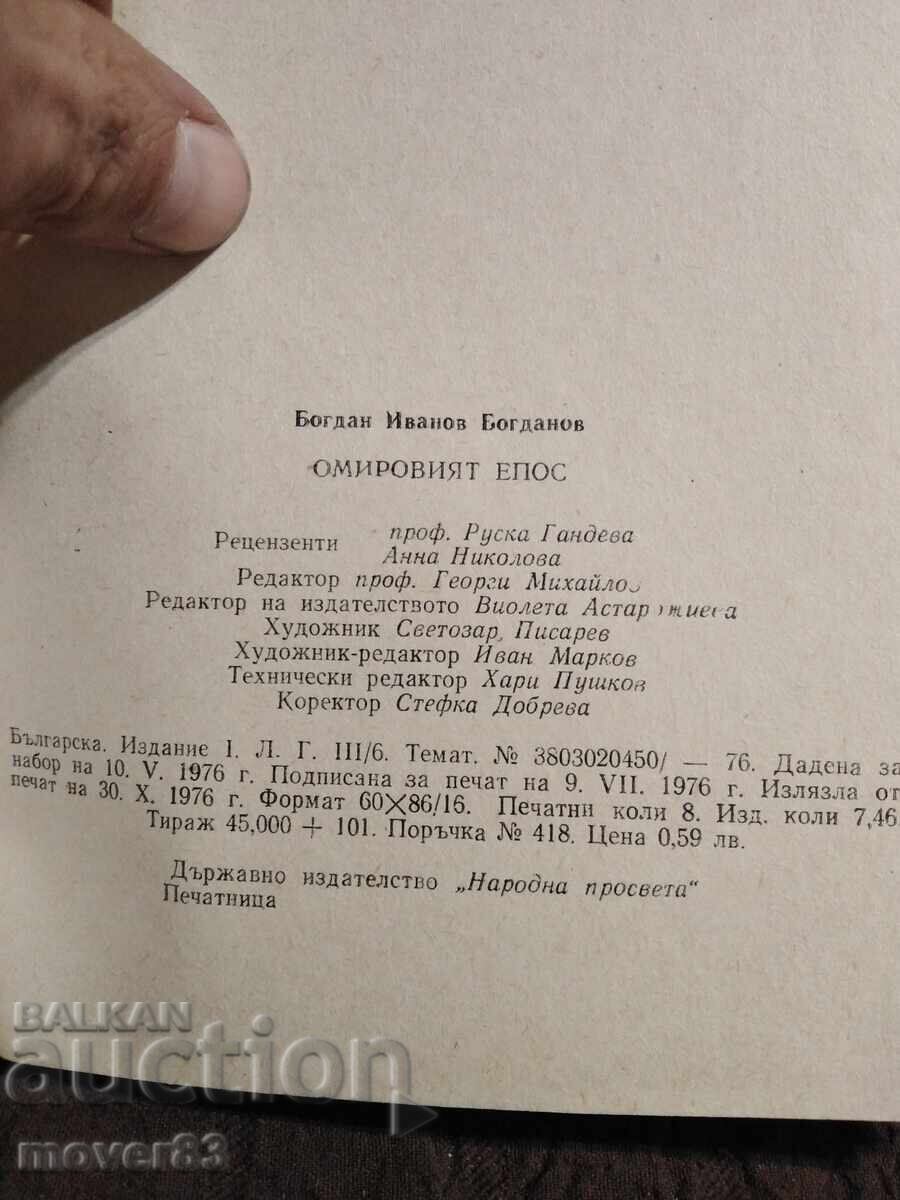 Богдан Иванов Богданов
ОМИРОВИЯТ ЕПОС
Рецензенти проф. Руска Гандева
Анна Николова
Редактор проф. Георги Михайлов
Редактор на издателството Виолета
Художник Светозар Писарев
Художник-редактор Иван Марков
Технически редактор Хари Пушков
Коректор Стефка Добрева
Българска. Издание I. Л. Г. III/6. Темат. № 3803020450/ — 76. Дадена за
набор на 10. V. 1976 г. Подписана за печат на 9. VII. 1976 г. Излязла от
печат на 30. X. 1976 г. Формат 60×86/16. Печатни коли 8. Изд. коли 7,46
Тираж 45,000 + 101. Поръчка № 418. Цена 0,59 лв.
Държавно издателство „Народна просвета“
Печатница
BALKAN
auction
mover83